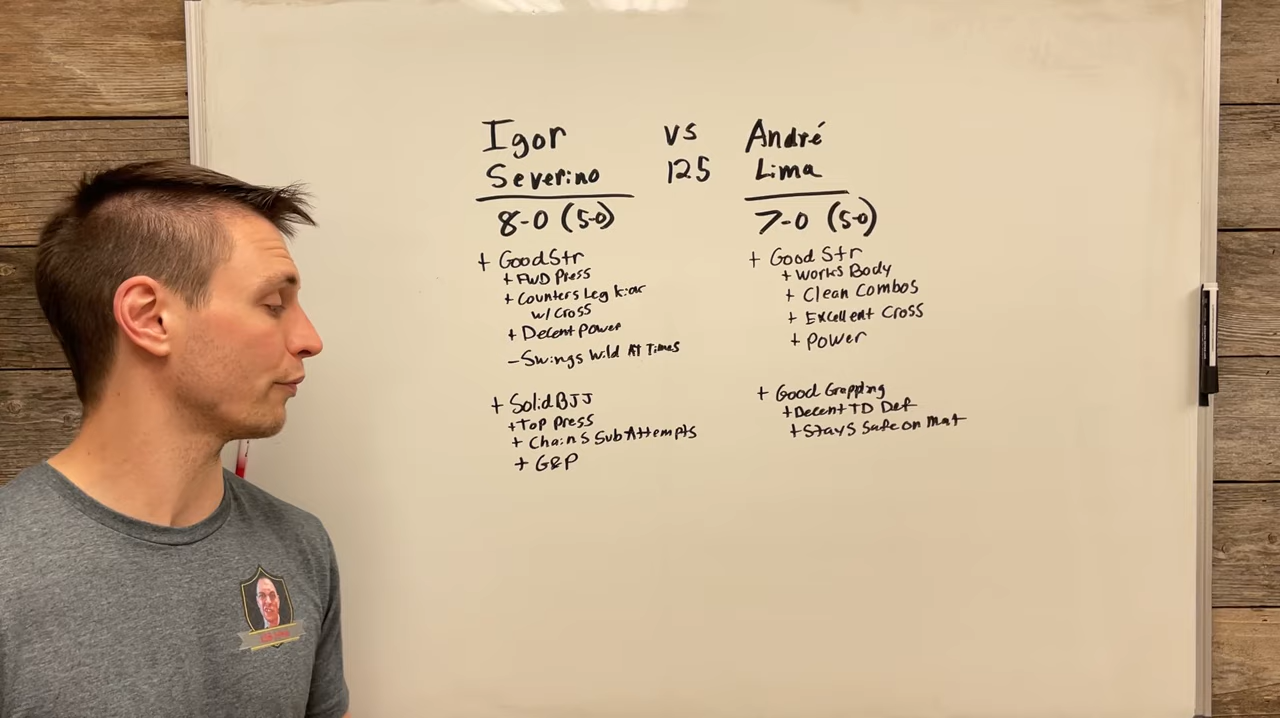 Igor vs André
Severino 125 Lima
8-0 (5-0) 7-0 (5-0)
+ Good Str
+ FWD Press
+ Counters Leg Kick
w/ Cross
+ Decent Power
- Swings Wild At Times
+ Solid BJJ
+ Top Press
+ Chains Sub Attempts
+ G&P
+ Good Str
+ Works Body
+ Clean Combos
+ Excellent Cross
+ Power
+ Good Grappling
+ Decent TD Def
+ Stays Safe on Mat